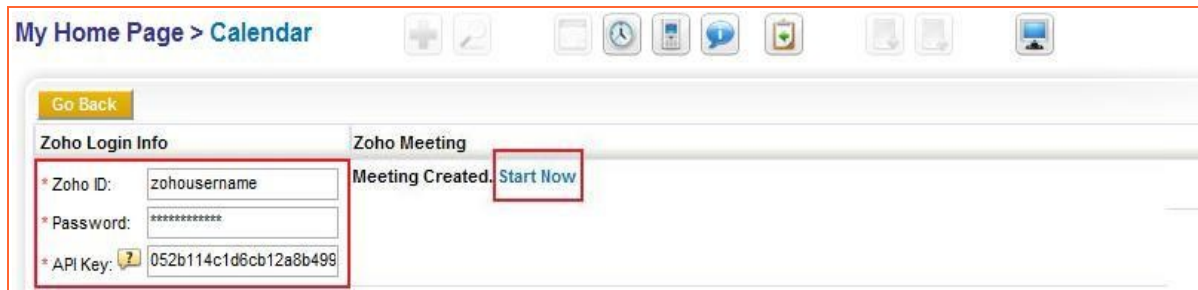 My Home Page > Calendar
Go Back
Zoho Login Info
Zoho Meeting
* Zoho ID: zohousername
Meeting Created. Start Now
* Password: ************
* API Key: ? 052b114c1d6cb12a8b499